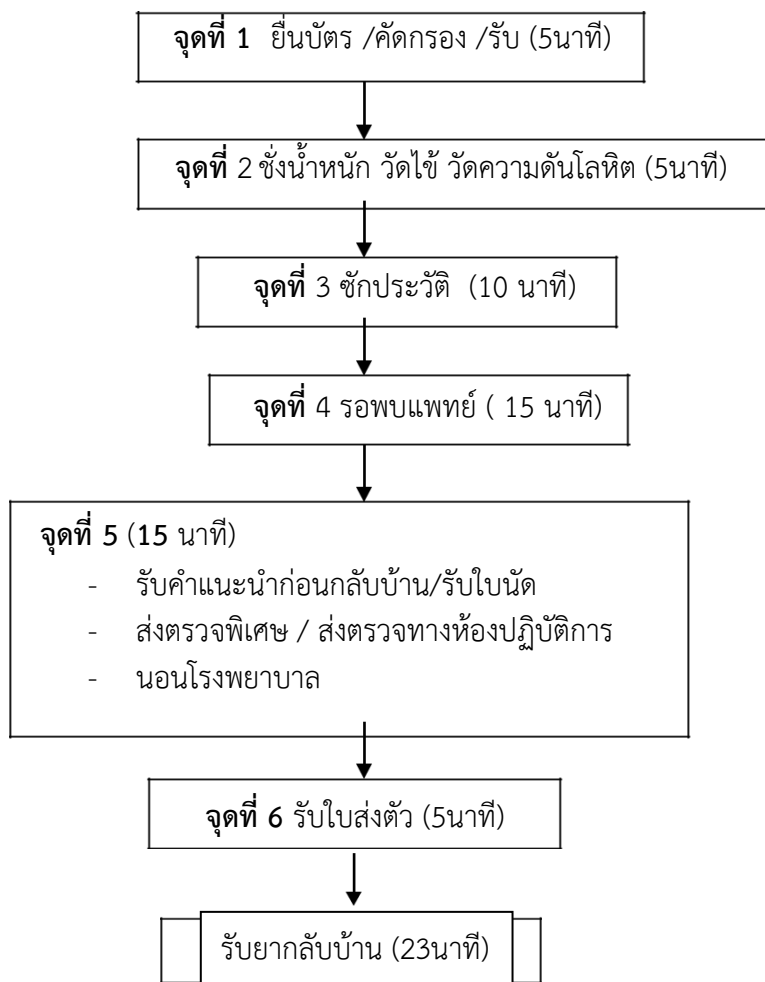 จุดที่ 1 ยื่นบัตร /คัดกรอง /รับ (5นาที)
จุดที่ 2 ชั่งน้ำหนัก วัดไข้ วัดความดันโลหิต (5นาที)
จุดที่ 3 ซักประวัติ (10 นาที)
จุดที่ 4 รอพบแพทย์ ( 15 นาที)
จุดที่ 5 (15 นาที)
- รับคำแนะนำก่อนกลับบ้าน/รับใบนัด
- ส่งตรวจพิเศษ / ส่งตรวจทางห้องปฏิบัติการ
- นอนโรงพยาบาล
จุดที่ 6 รับใบส่งตัว (5นาที)
รับยากลับบ้าน (23นาที)